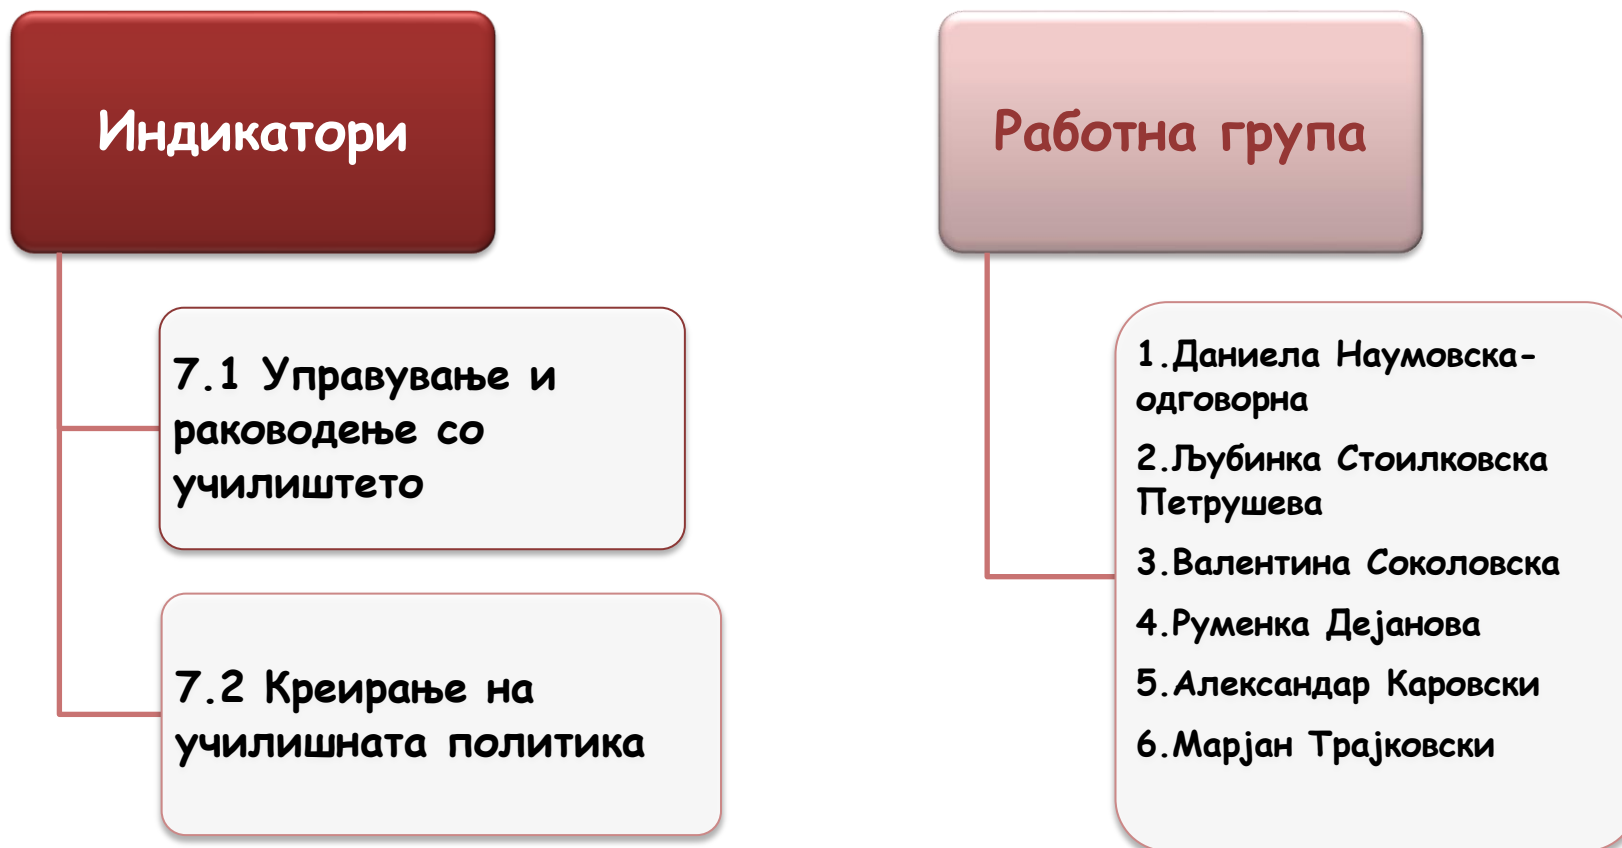 Индикатори
7.1 Управување и
раководење со
училиштето
7.2 Креирање на
училишната политика
Работна група
1.Даниела Наумовска-
одговорна
2.Љубинка Стоилковска
Петрушева
3.Валентина Соколовска
4.Руменка Дејанова
5.Александар Каровски
6.Марјан Трајковски